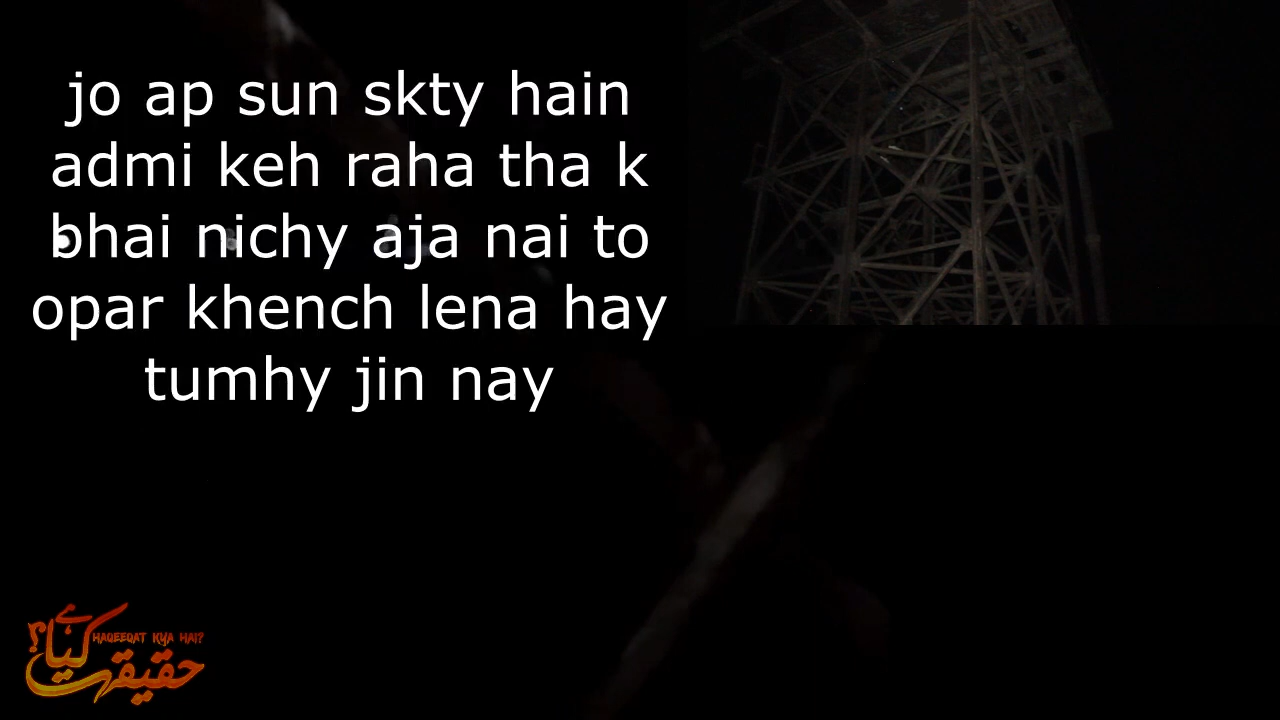 jo ap sun skty hain
admi keh raha tha k
bhai nichy aja nai to
opar khench lena hay
tumhy jin nay
حقیقت کیا ہے؟
HAQEEQAT KYA HAI?